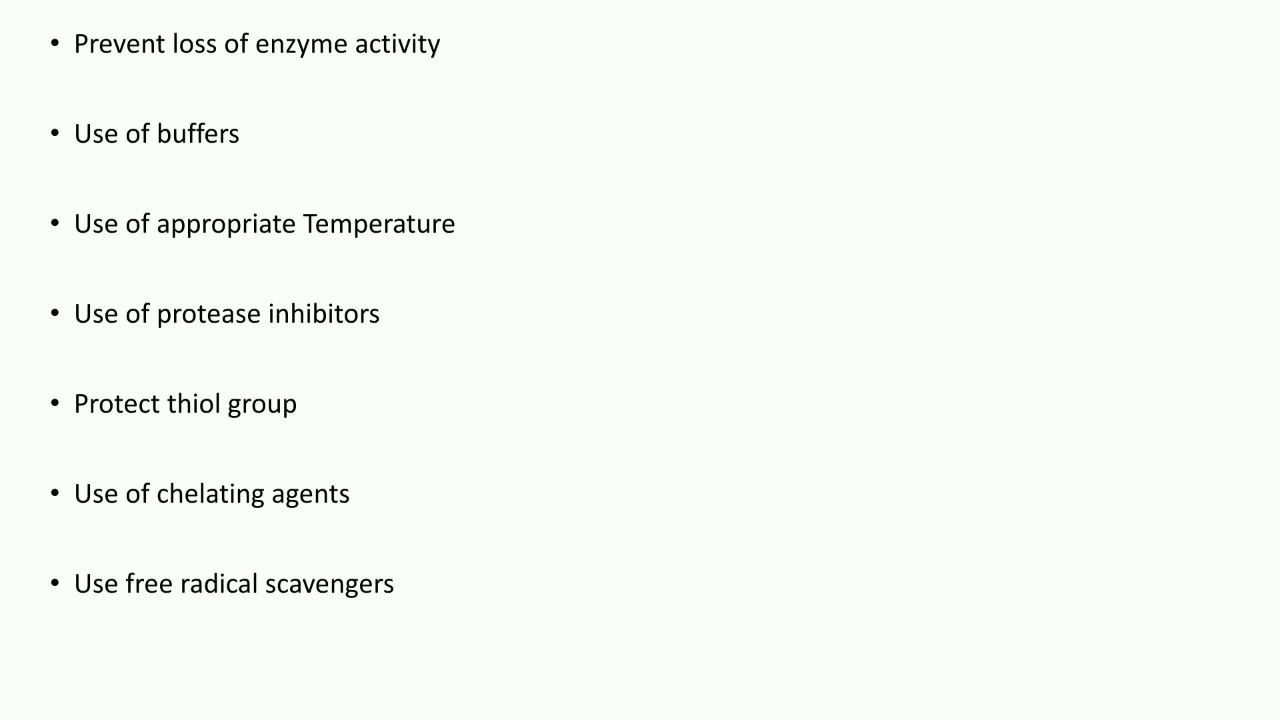 • Prevent loss of enzyme activity
• Use of buffers
• Use of appropriate Temperature
• Use of protease inhibitors
• Protect thiol group
• Use of chelating agents
• Use free radical scavengers